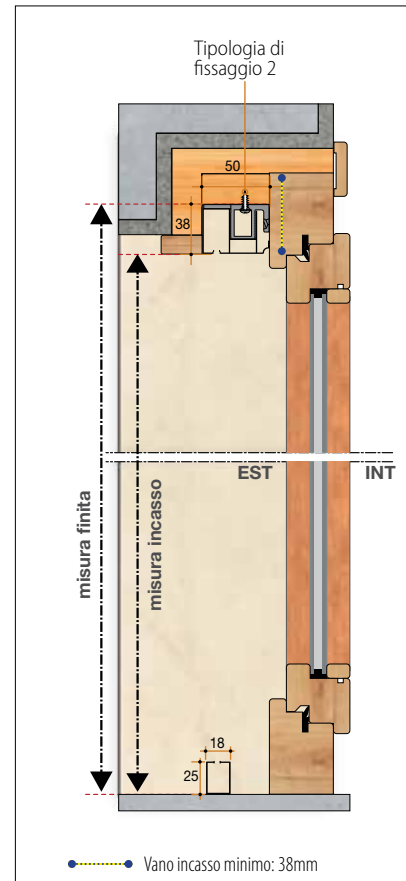 Tipologia di
fissaggio 2
50
38
misura finita
misura incasso
EST
INT
18
25
Vano incasso minimo: 38mm